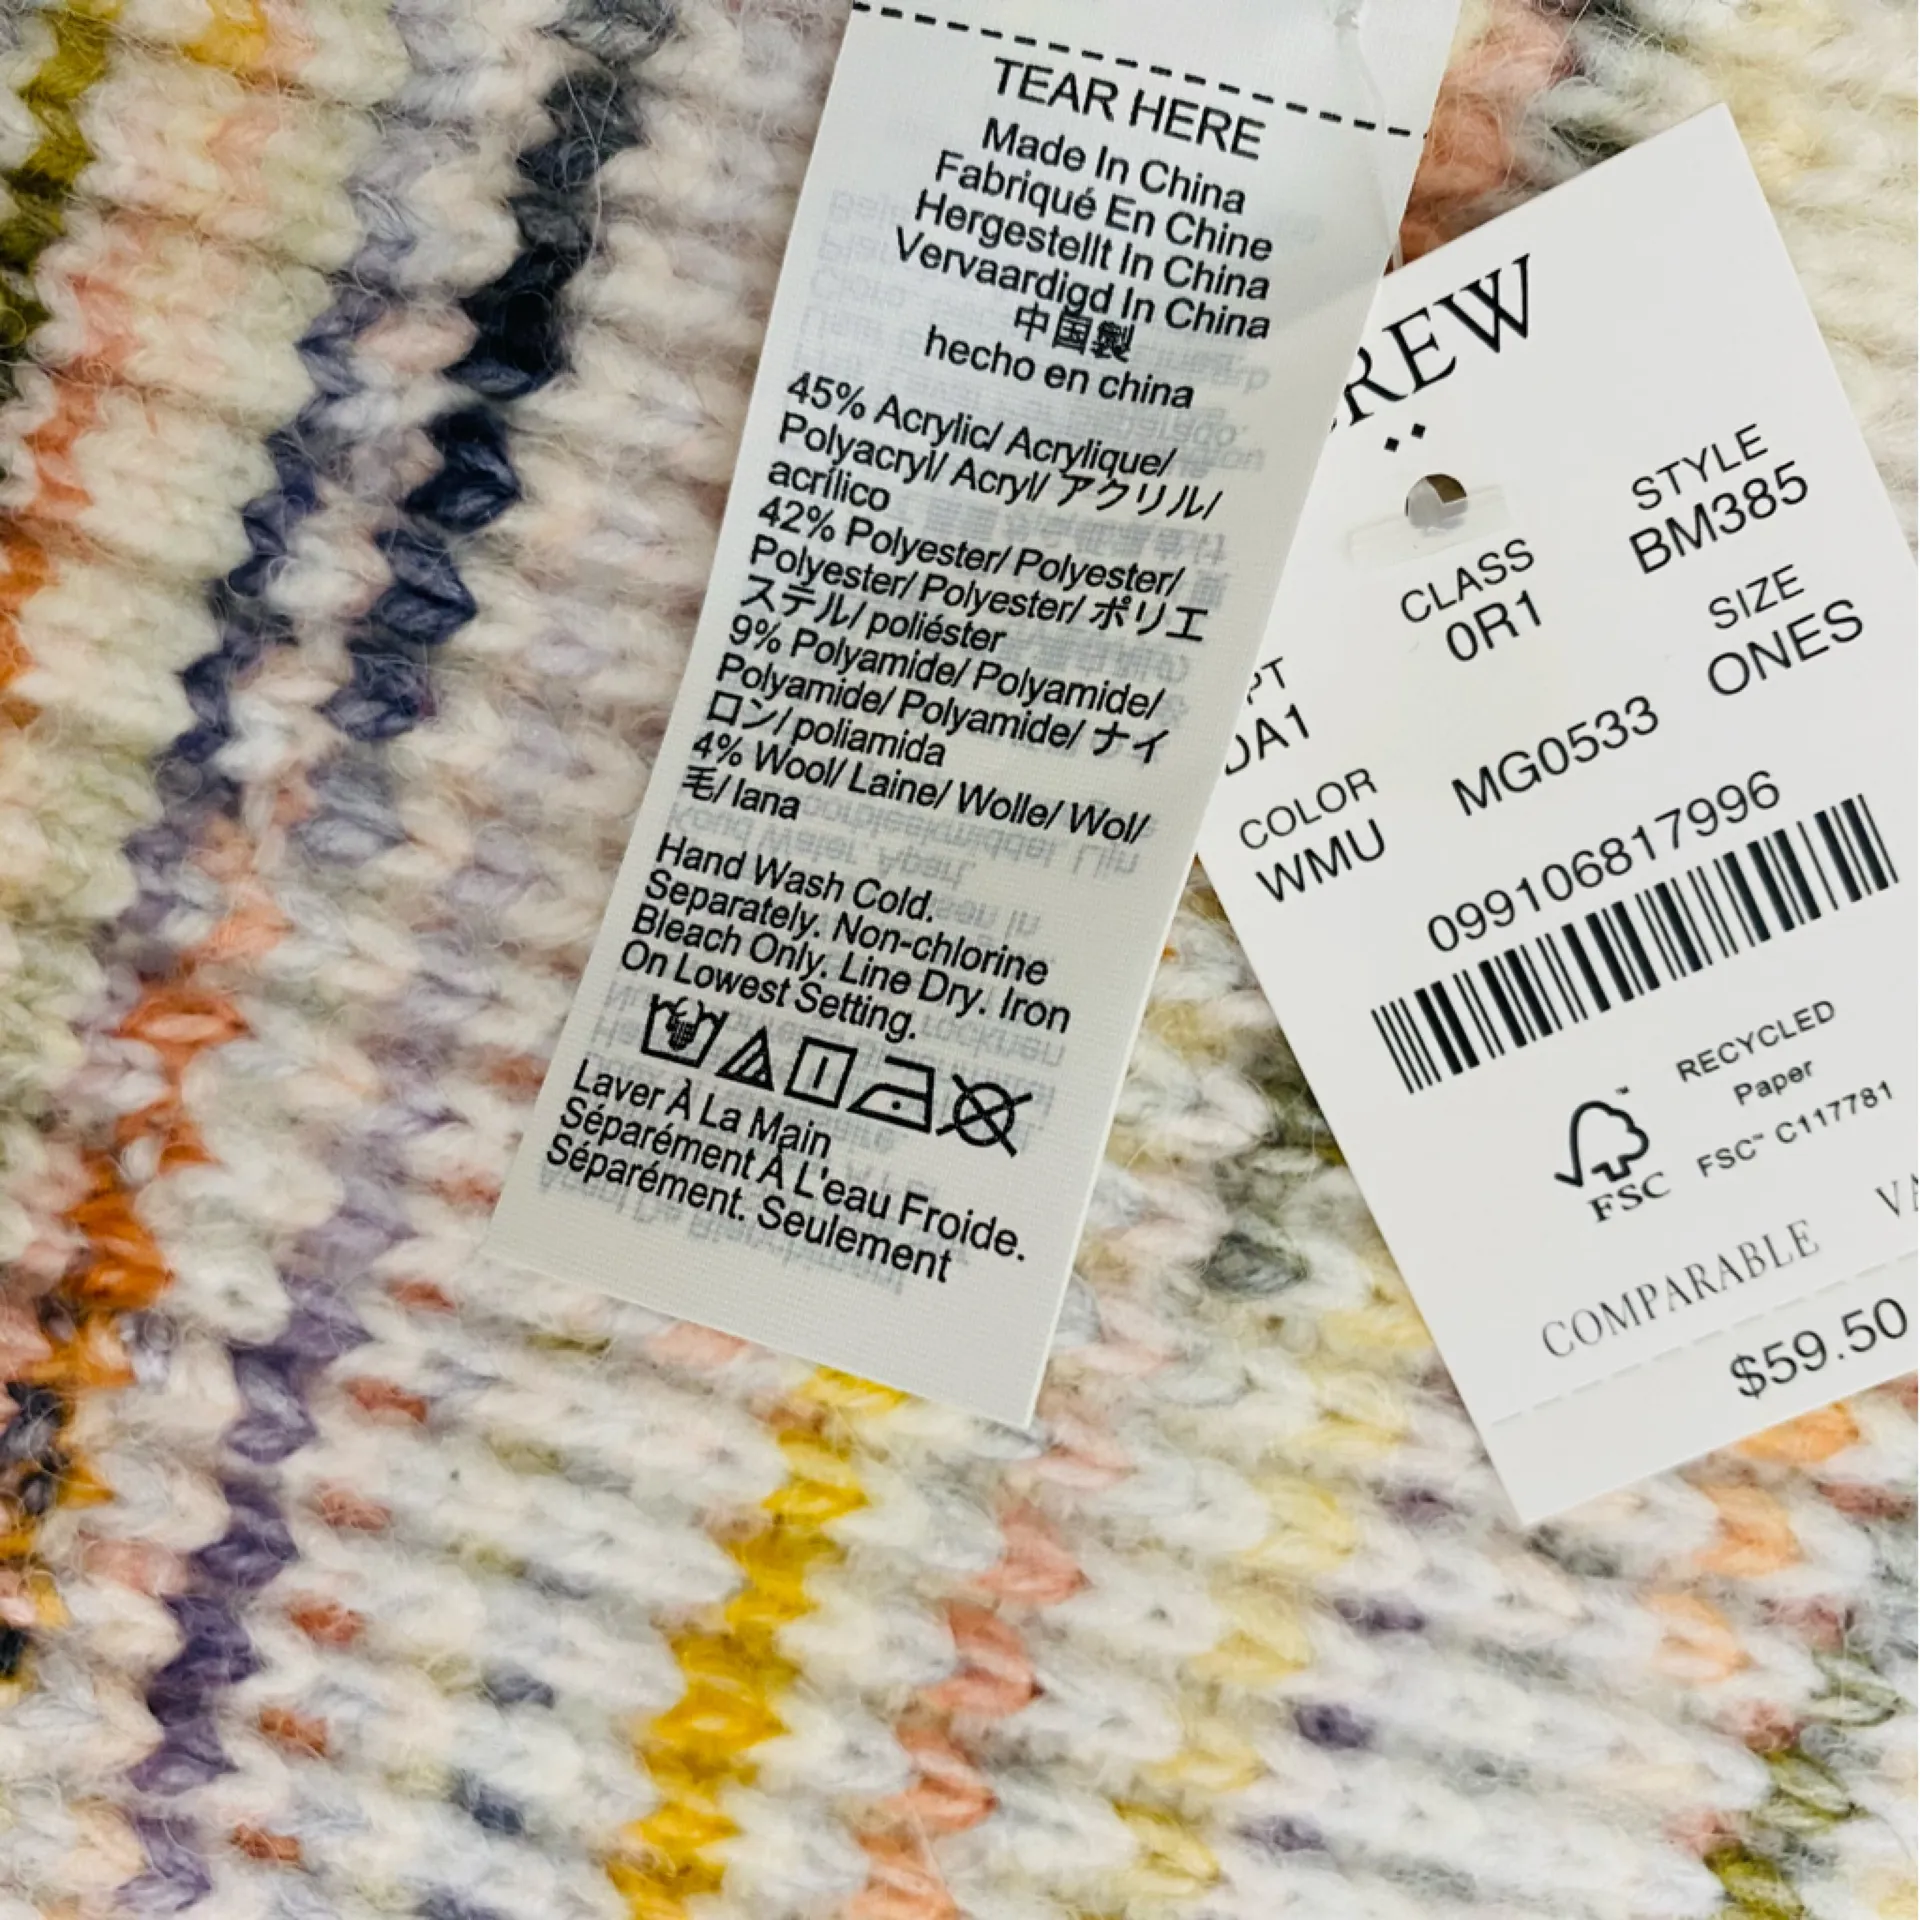 TEAR HERE
Made In China
Fabriqué En Chine
Hergestellt In China
Vervaardigd In China
中国製
hecho en china
45% Acrylic/ Acrylique/
Polyacryl/ Acryl/ アクリル/
acrílico
42% Polyester/ Polyester/
Polyester/ Polyester/ ポリエ
ステル/ poliéster
9% Polyamide/ Polyamide/
Polyamide/ Polyamide/ ナイ
ロン/ poliamida
4% Wool/ Laine/ Wolle/ Wol/
毛/ lana
Hand Wash Cold.
Separately. Non-chlorine
Bleach Only. Line Dry. Iron
On Lowest Setting.
Laver À La Main
Séparément À L'eau Froide.
Séparément. Seulement
REW
STYLE
BM385
CLASS
0R1
SIZE
ONES
PT
DA1
COLOR
WMU
MG0533
099106817996
RECYCLED
Paper
FSC™ C117781
FSC
COMPARABLE VA
$59.50